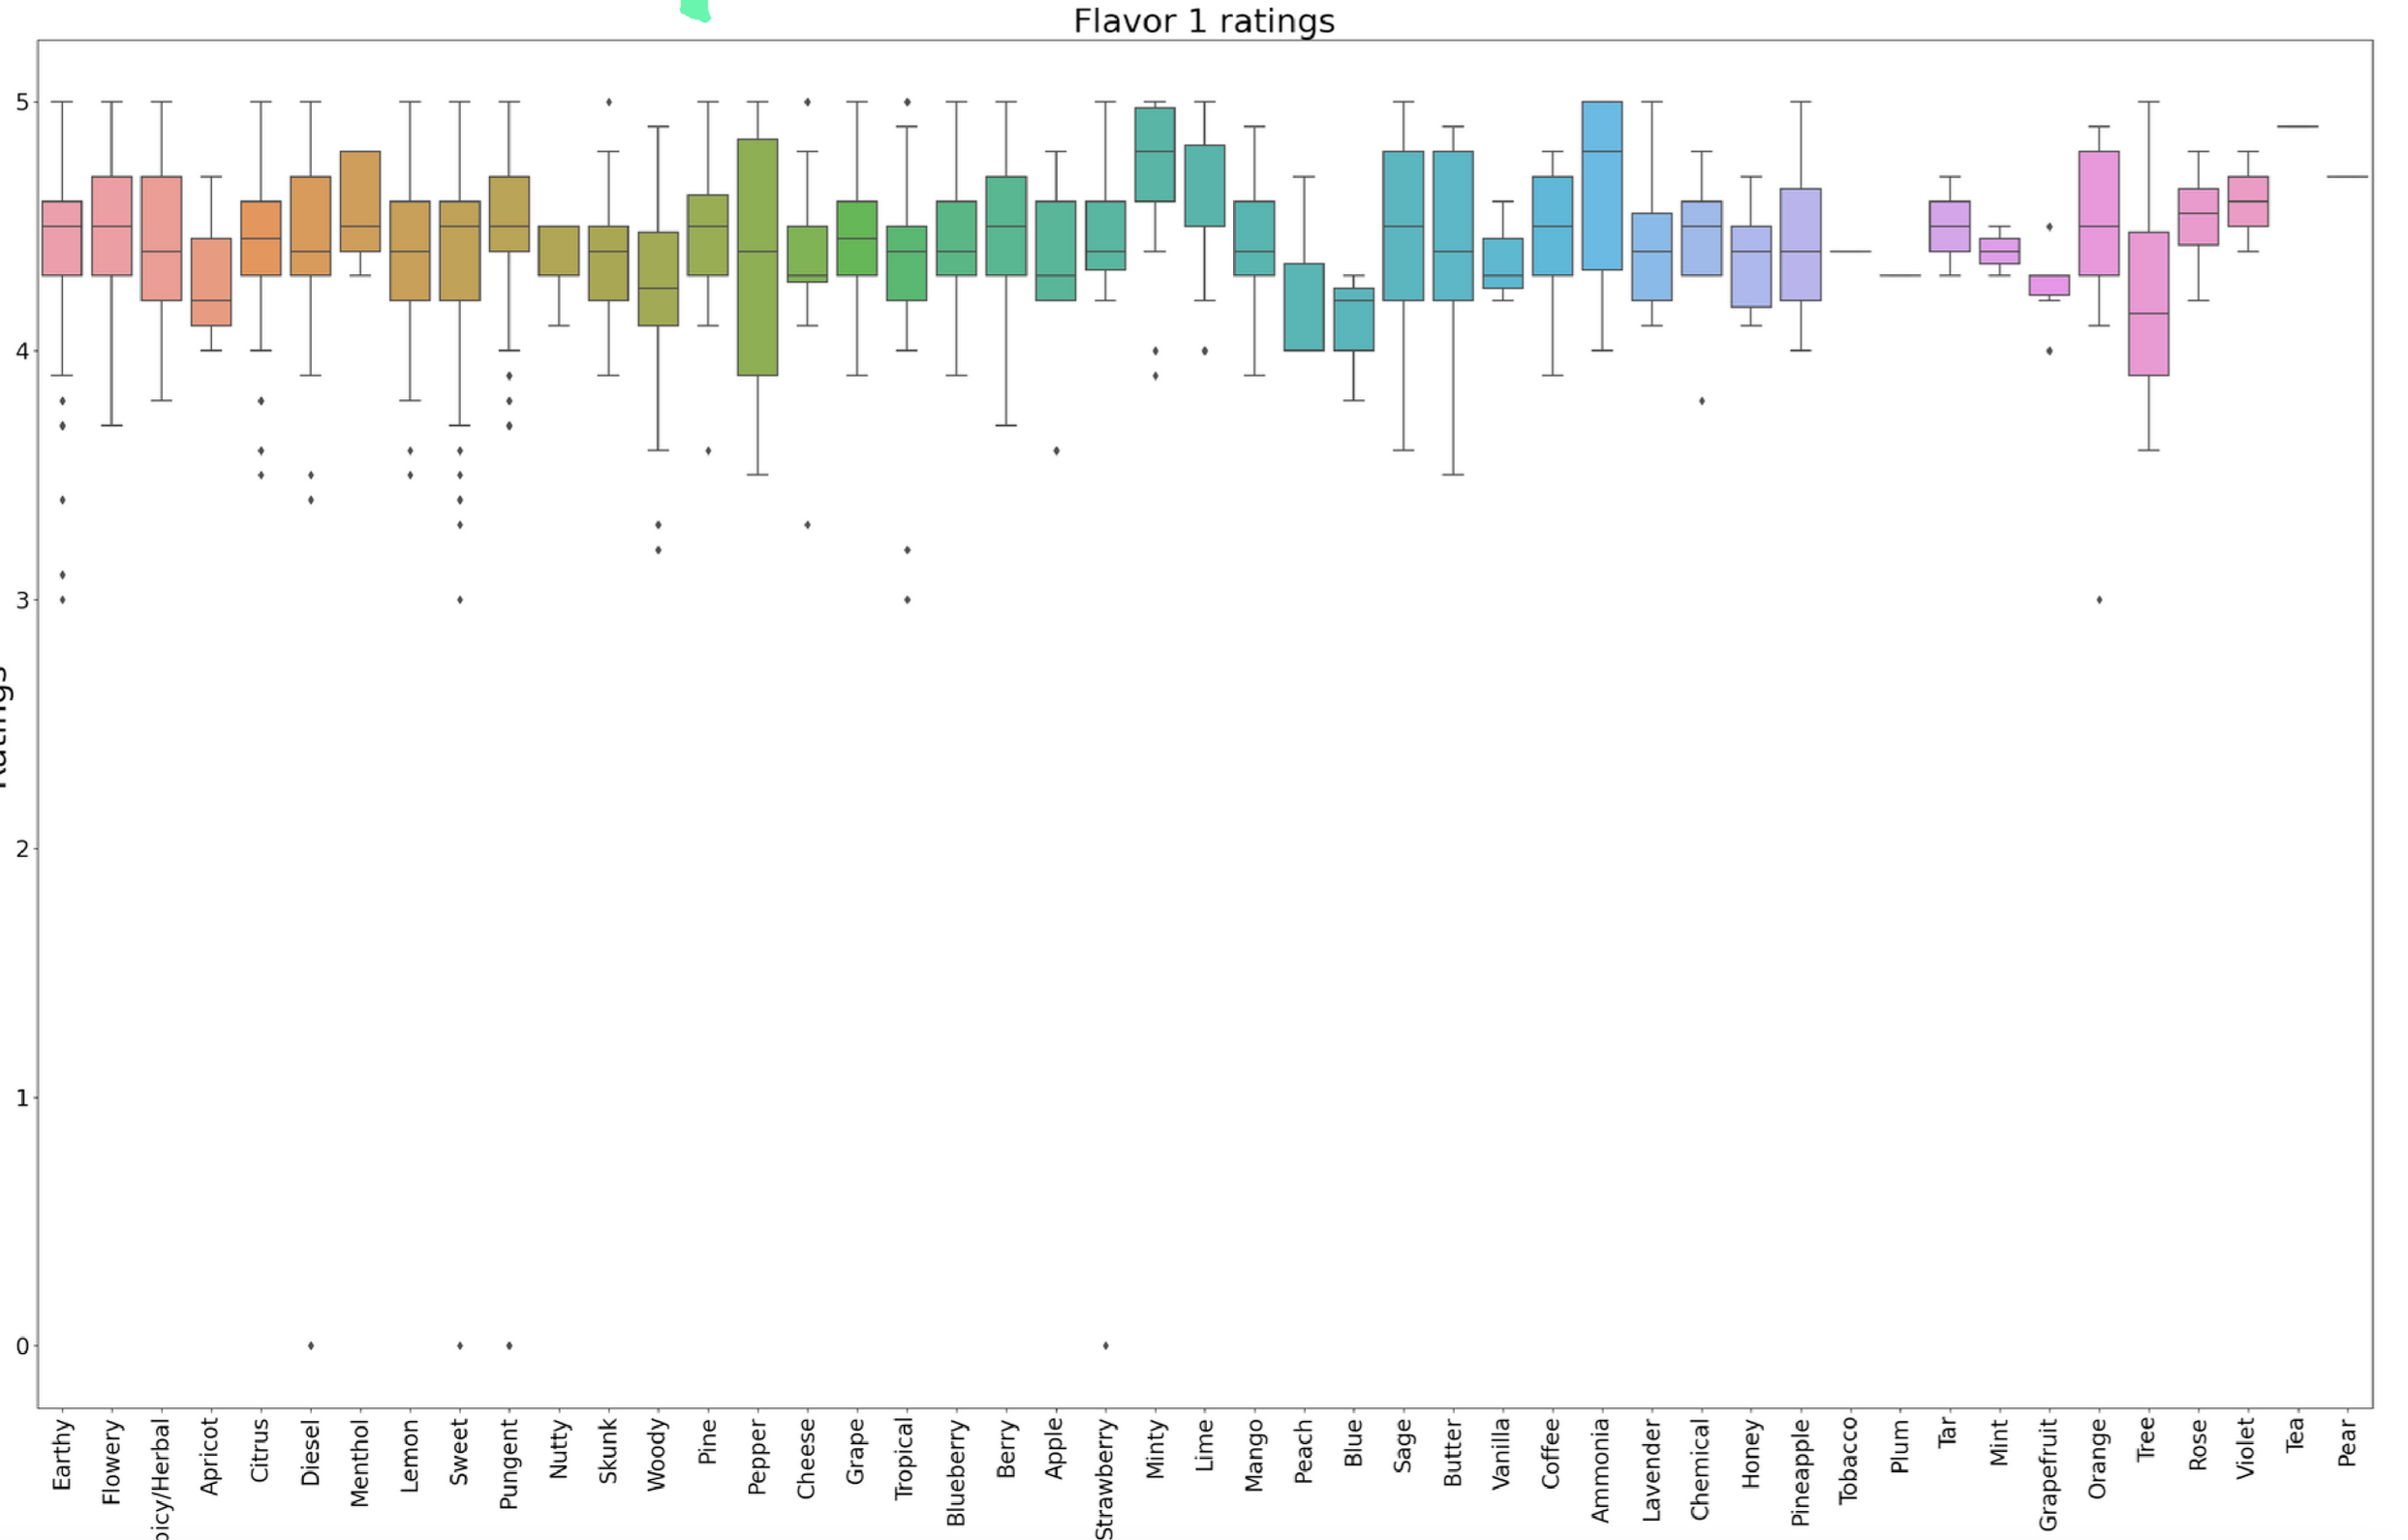 Flavor 1 ratings
5
4
3
2
1
0
Earthy
Flowery
picy/Herbal
Apricot
Citrus
Diesel
Menthol
Lemon
Sweet
Pungent
Nutty
Skunk
Woody
Pine
Pepper
Cheese
Grape
Tropical
Blueberry
Berry
Apple
Strawberry
Minty
Lime
Mango
Peach
Blue
Sage
Butter
Vanilla
Coffee
Ammonia
Lavender
Chemical
Honey
Pineapple
Tobacco
Plum
Tar
Mint
Grapefruit
Orange
Tree
Rose
Violet
Tea
Pear